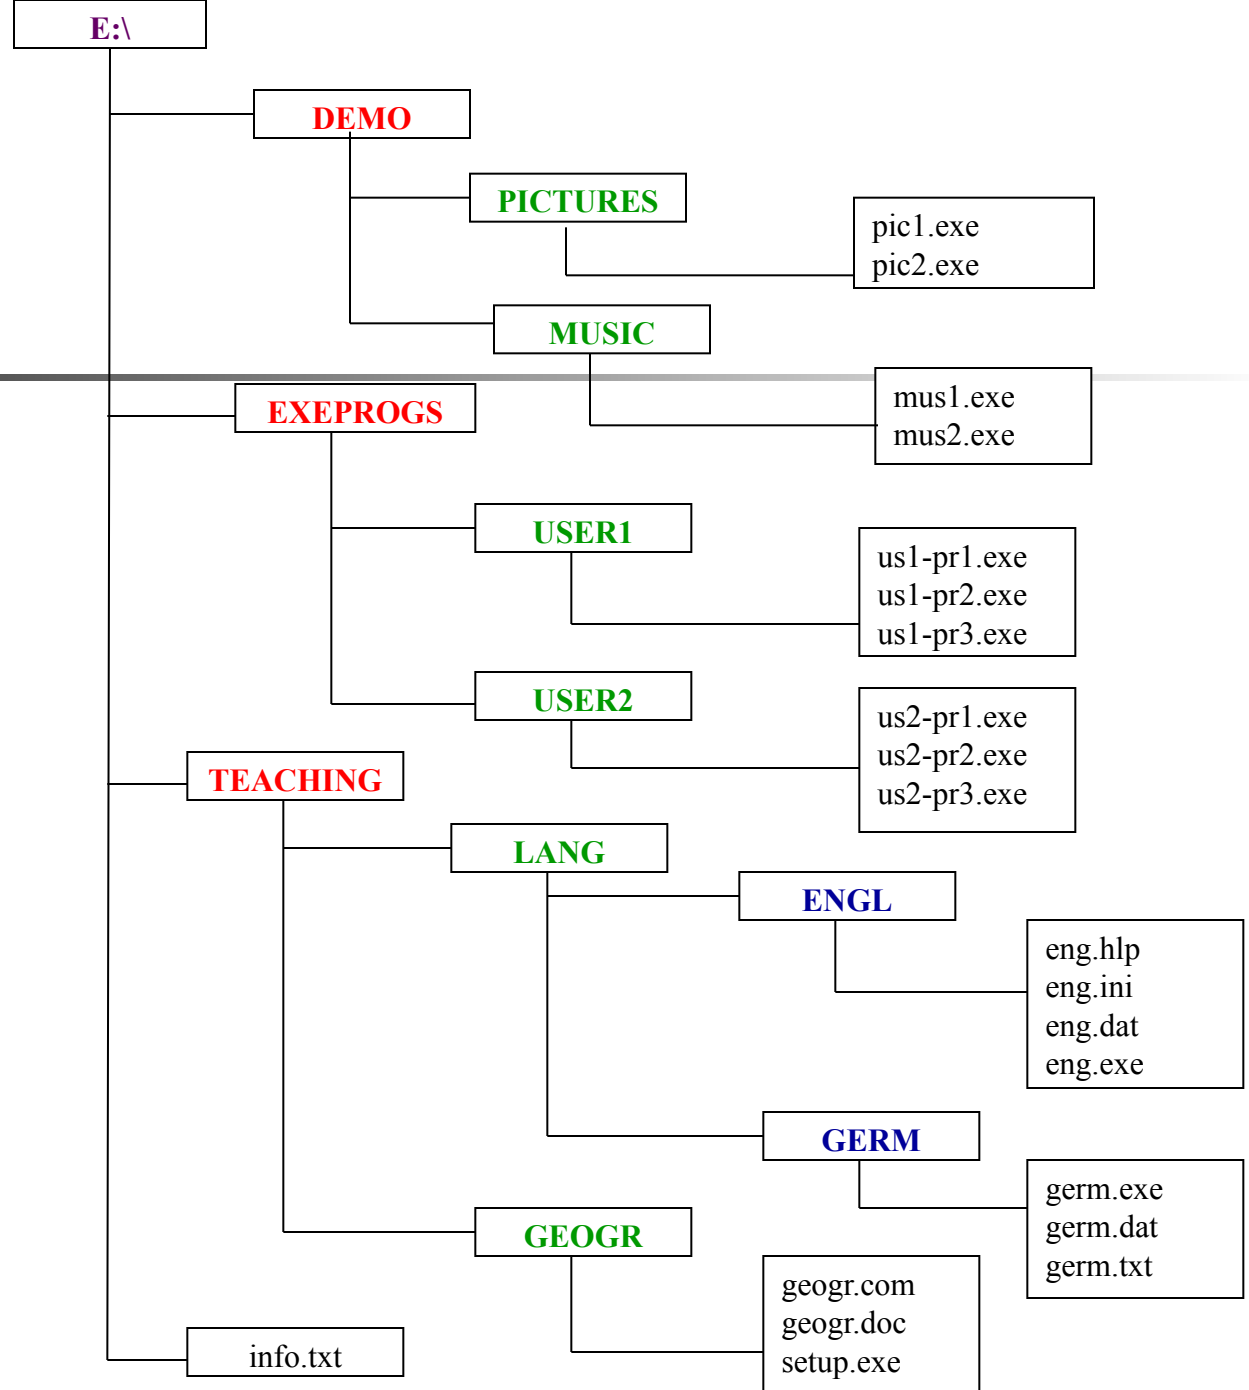 E:\
DEMO
PICTURES
pic1.exe
pic2.exe
MUSIC
mus1.exe
mus2.exe
EXEPROGS
USER1
us1-pr1.exe
us1-pr2.exe
us1-pr3.exe
USER2
us2-pr1.exe
us2-pr2.exe
us2-pr3.exe
TEACHING
LANG
ENGL
eng.hlp
eng.ini
eng.dat
eng.exe
GERM
germ.exe
germ.dat
germ.txt
GEOGR
geogr.com
geogr.doc
setup.exe
info.txt